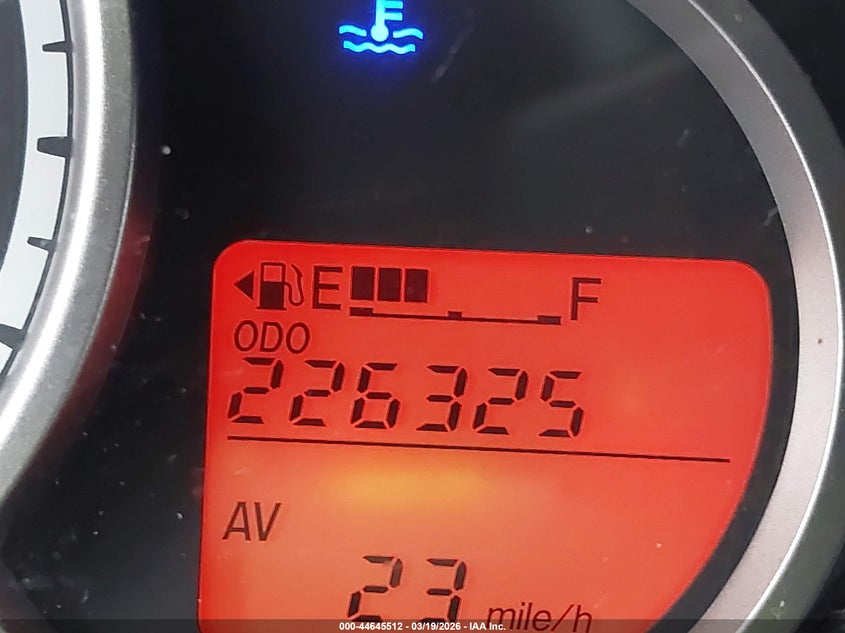 E F
ODO
226325
AV
23 mile/h
000-44645512 - 03/19/2026 - IAA Inc.